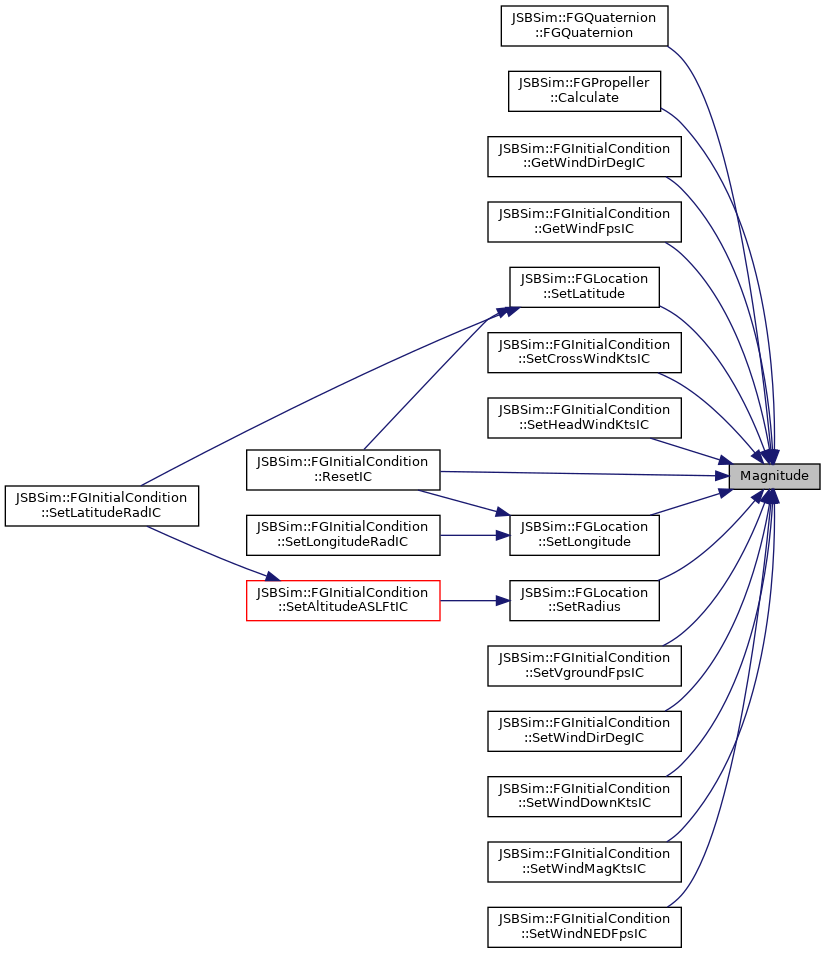 JSBSim::FGQuaternion
::FGQuaternion
JSBSim::FGPropeller
::Calculate
JSBSim::FGInitialCondition
::GetWindDirDegIC
JSBSim::FGInitialCondition
::GetWindFpsIC
JSBSim::FGLocation
::SetLatitude
JSBSim::FGInitialCondition
::SetCrossWindKtsIC
JSBSim::FGInitialCondition
::SetHeadWindKtsIC
JSBSim::FGInitialCondition
::ResetIC
Magnitude
JSBSim::FGInitialCondition
::SetLatitudeRadIC
JSBSim::FGInitialCondition
::SetLongitudeRadIC
JSBSim::FGLocation
::SetLongitude
JSBSim::FGInitialCondition
::SetAltitudeASLFtIC
JSBSim::FGLocation
::SetRadius
JSBSim::FGInitialCondition
::SetVgroundFpsIC
JSBSim::FGInitialCondition
::SetWindDirDegIC
JSBSim::FGInitialCondition
::SetWindDownKtsIC
JSBSim::FGInitialCondition
::SetWindMagKtsIC
JSBSim::FGInitialCondition
::SetWindNEDFpsIC